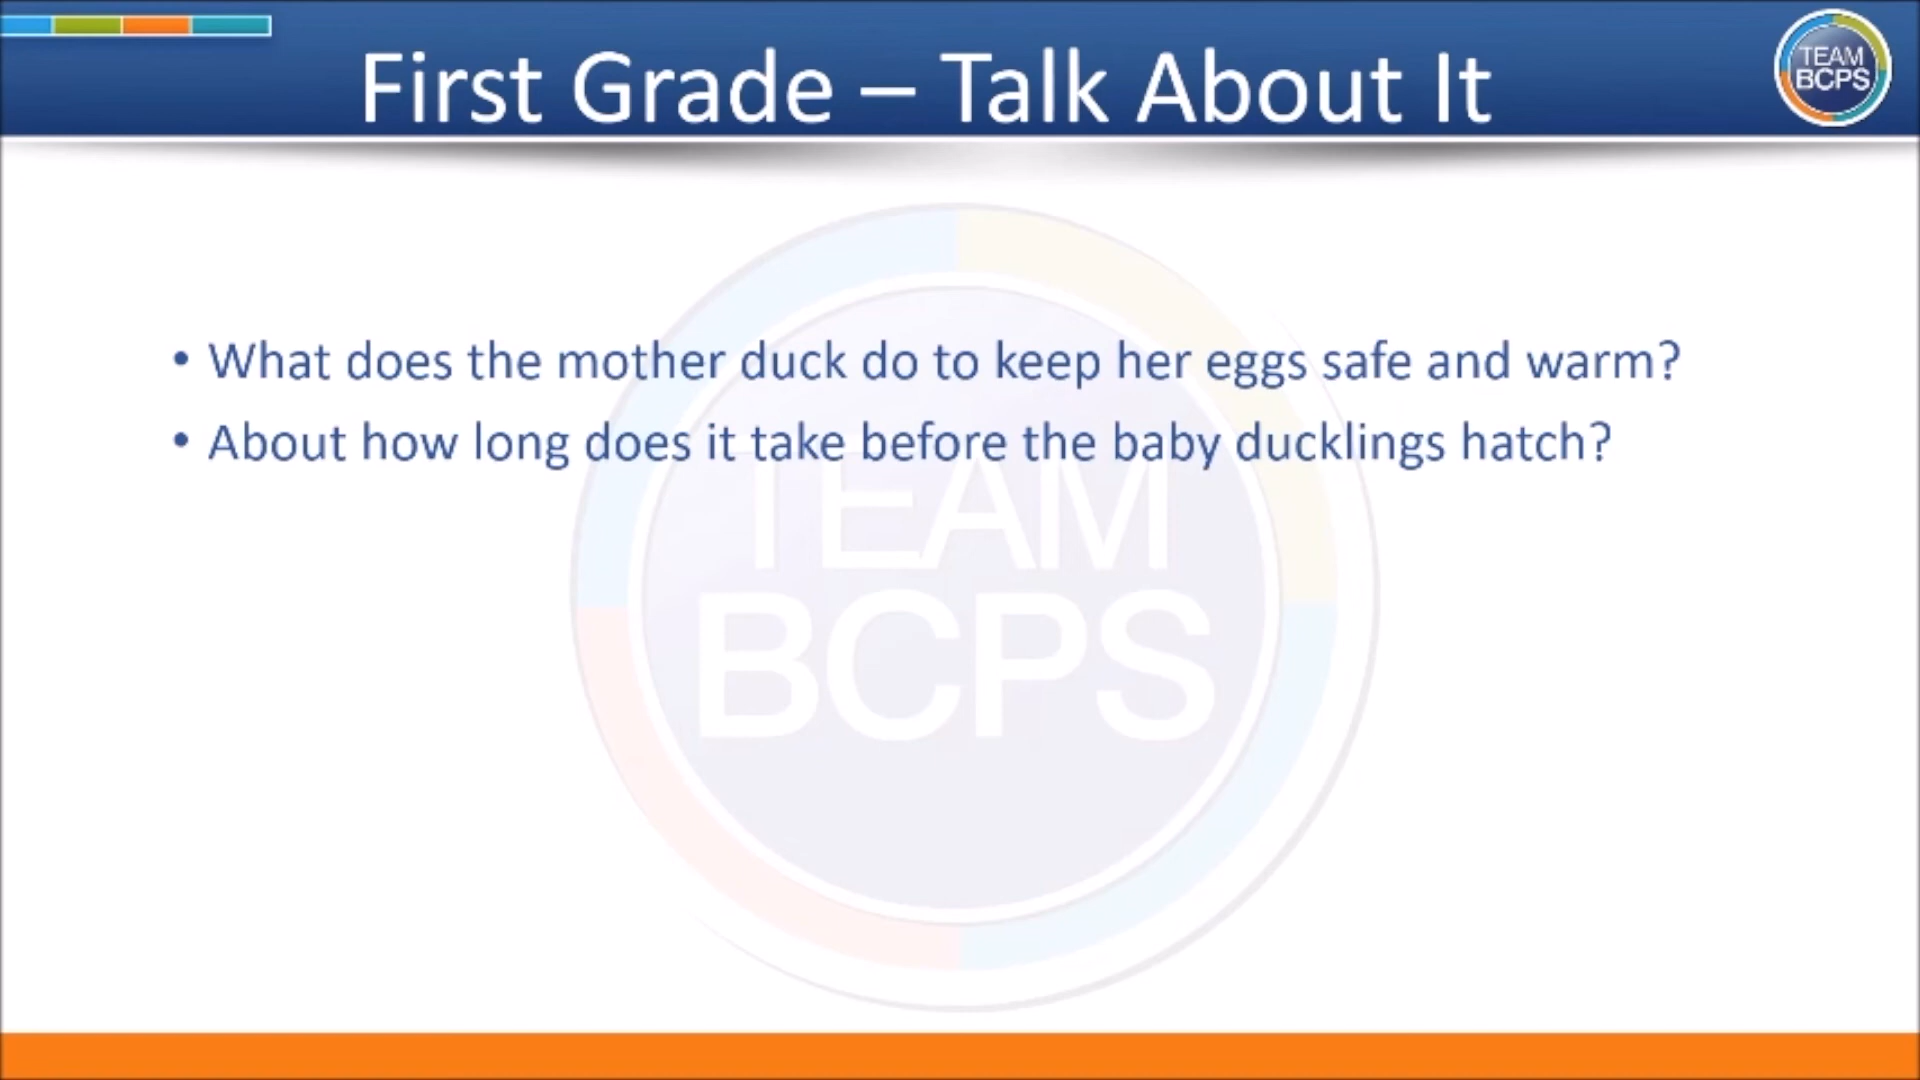 First Grade – Talk About It
TEAM
BCPS
• What does the mother duck do to keep her eggs safe and warm?
• About how long does it take before the baby ducklings hatch?
TEAM
BCPS